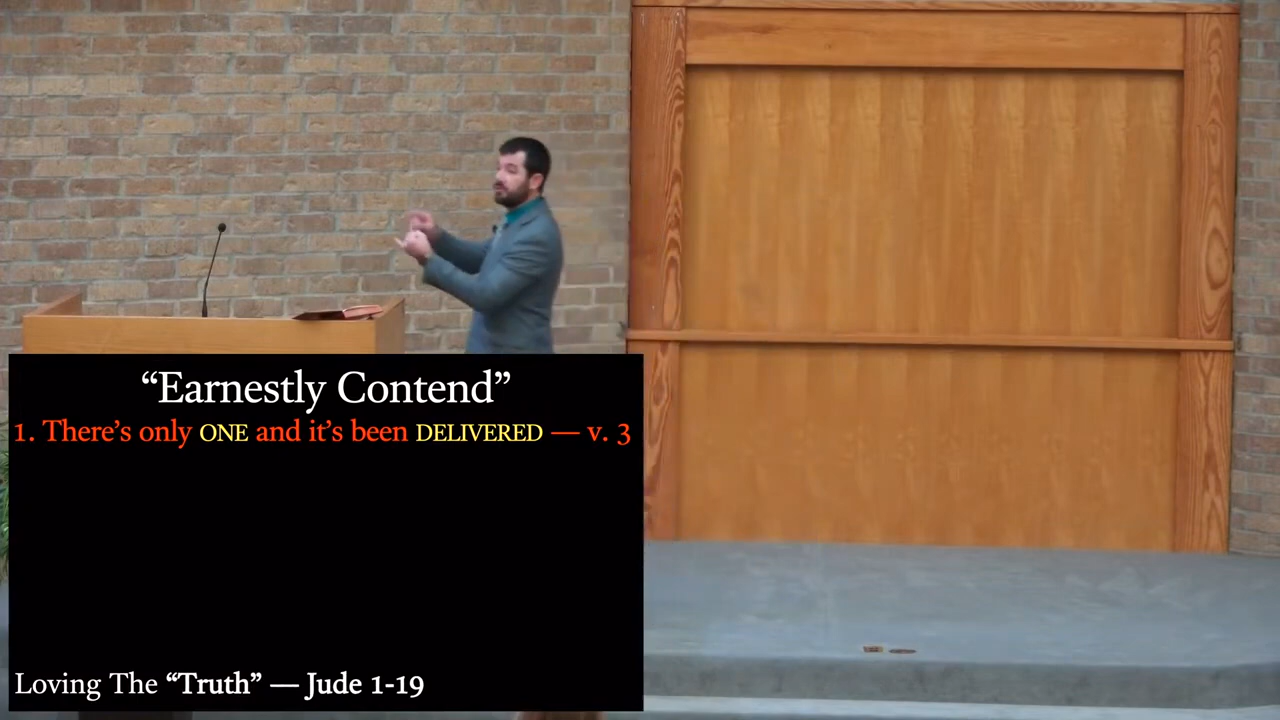 “Earnestly Contend”
1. There’s only ONE and it’s been DELIVERED — v. 3
Loving The “Truth” — Jude 1-19